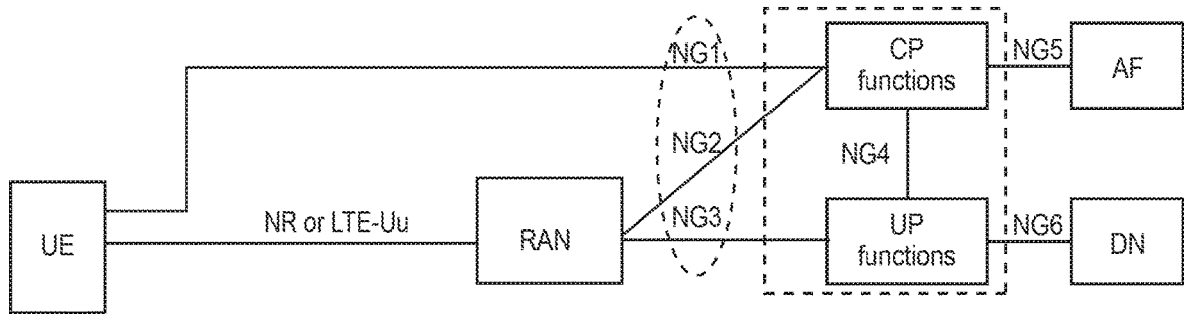 NG1
CP
functions
NG5
AF
NG2
NG4
UE
NR or LTE-Uu
RAN
NG3
UP
functions
NG6
DN